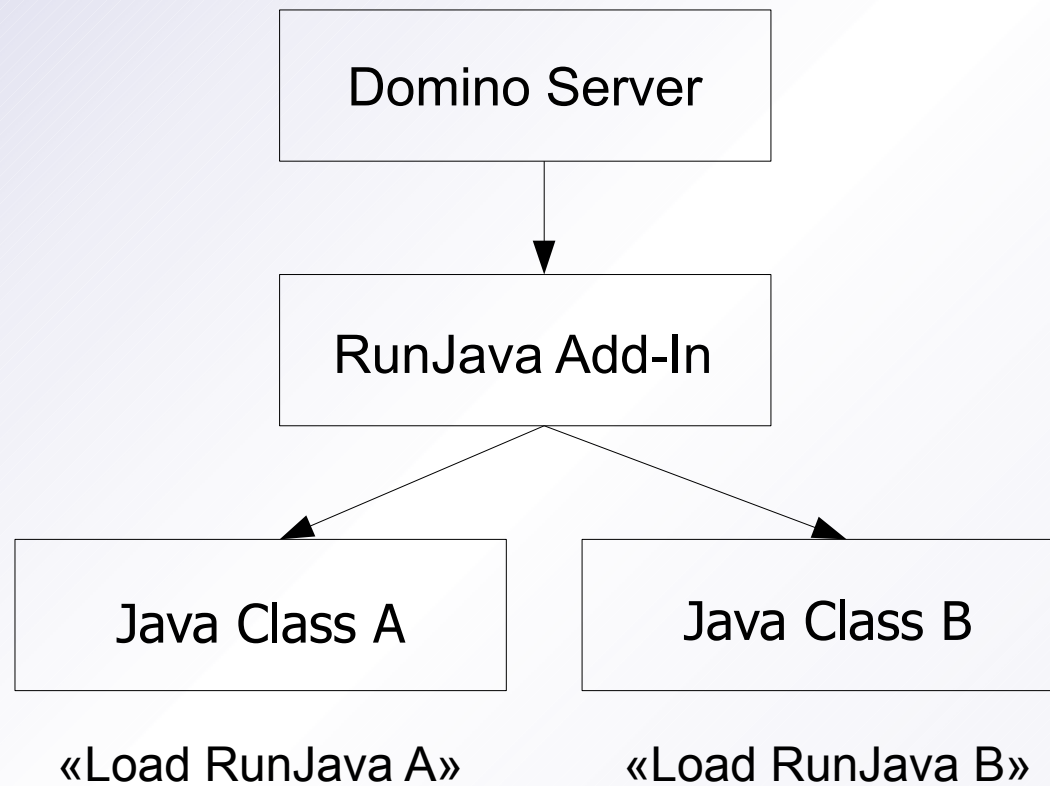 Domino Server
RunJava Add-In
Java Class A
Java Class B
«Load RunJava A»
«Load RunJava B»